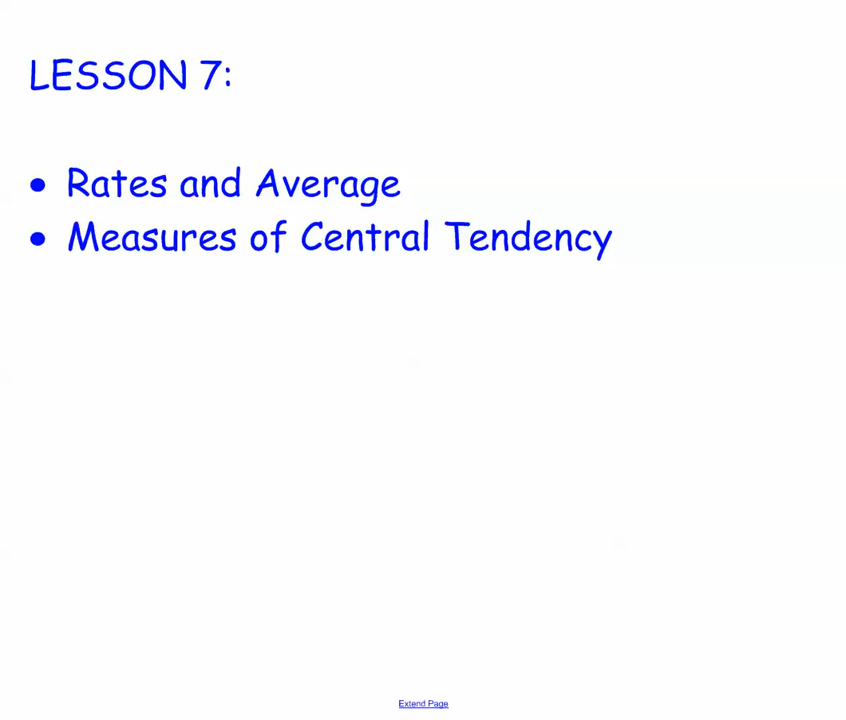 LESSON 7:
• Rates and Average
• Measures of Central Tendency
Extend Page